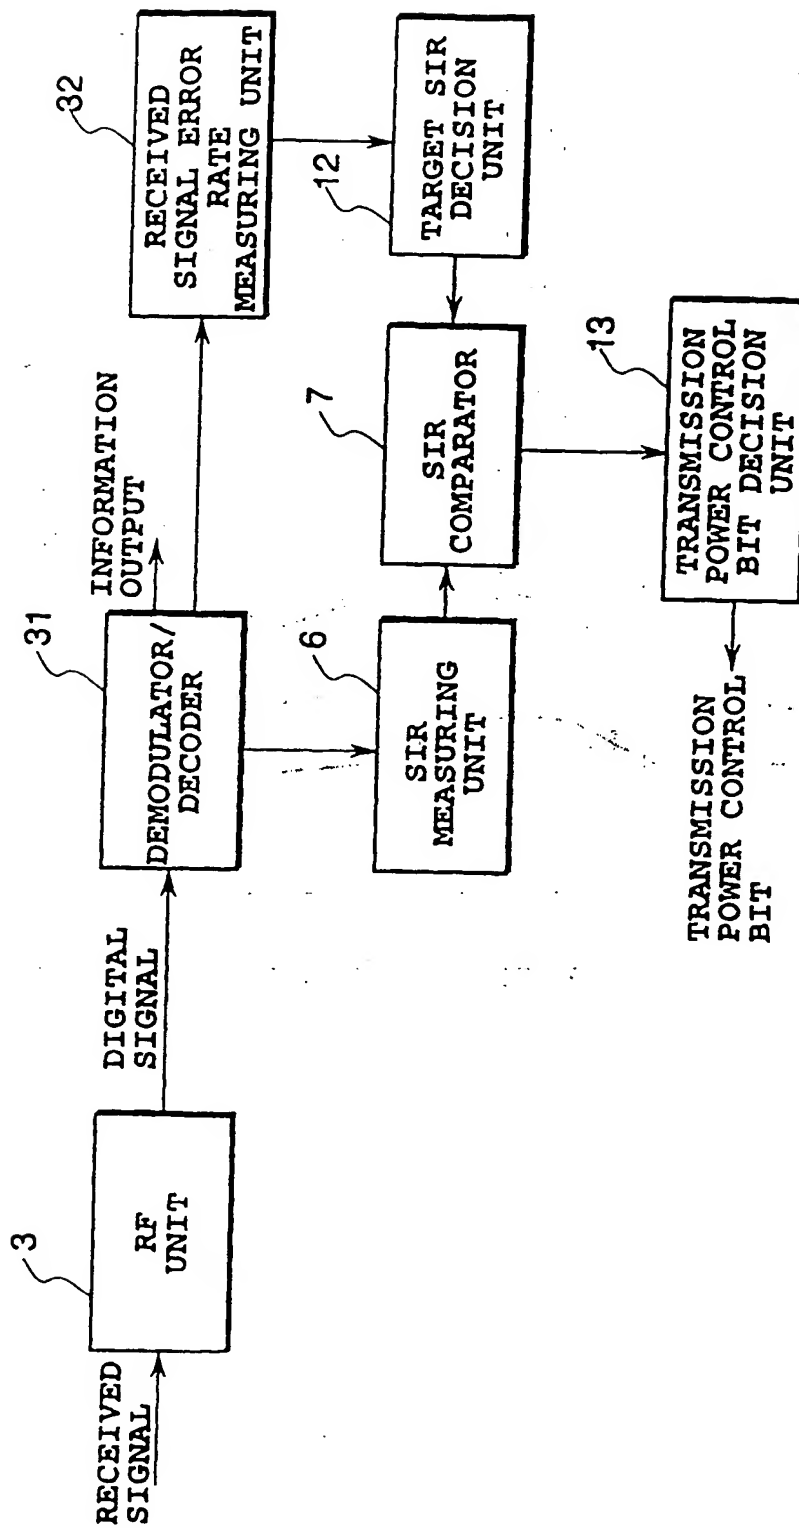 RECEIVED
SIGNAL
3
RF
UNIT
DIGITAL
SIGNAL
31
DEMODULATOR/
DECODER
INFORMATION
OUTPUT
32
RECEIVED
SIGNAL ERROR
RATE
MEASURING UNIT
6
SIR
MEASURING
UNIT
7
SIR
COMPARATOR
12
TARGET SIR
DECISION
UNIT
13
TRANSMISSION
POWER CONTROL
BIT DECISION
UNIT
TRANSMISSION
POWER CONTROL
BIT